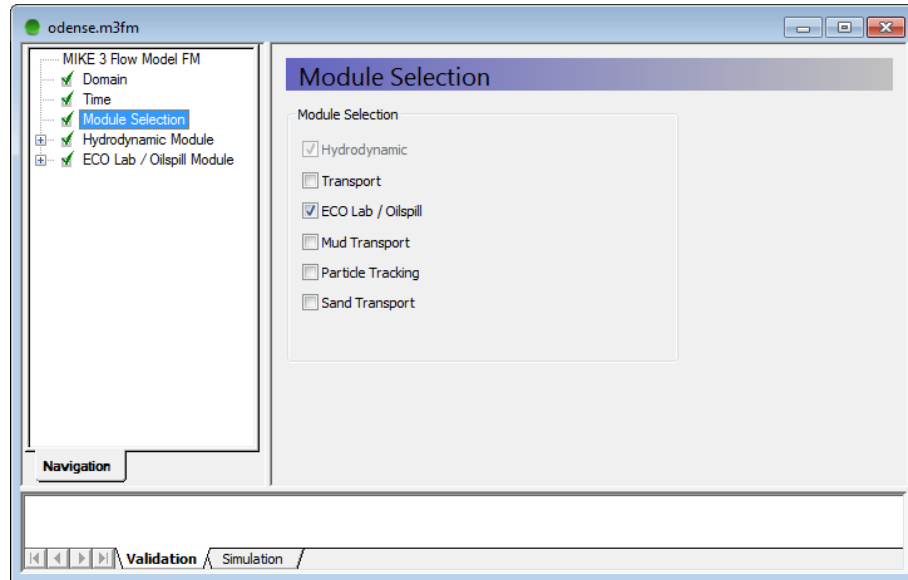 odense.m3fm
MIKE 3 Flow Model FM
Domain
Time
Module Selection
Hydrodynamic Module
ECO Lab / Oilspill Module
Navigation
Module Selection
Module Selection
Hydrodynamic
Transport
ECO Lab / Oilspill
Mud Transport
Particle Tracking
Sand Transport
Validation
Simulation